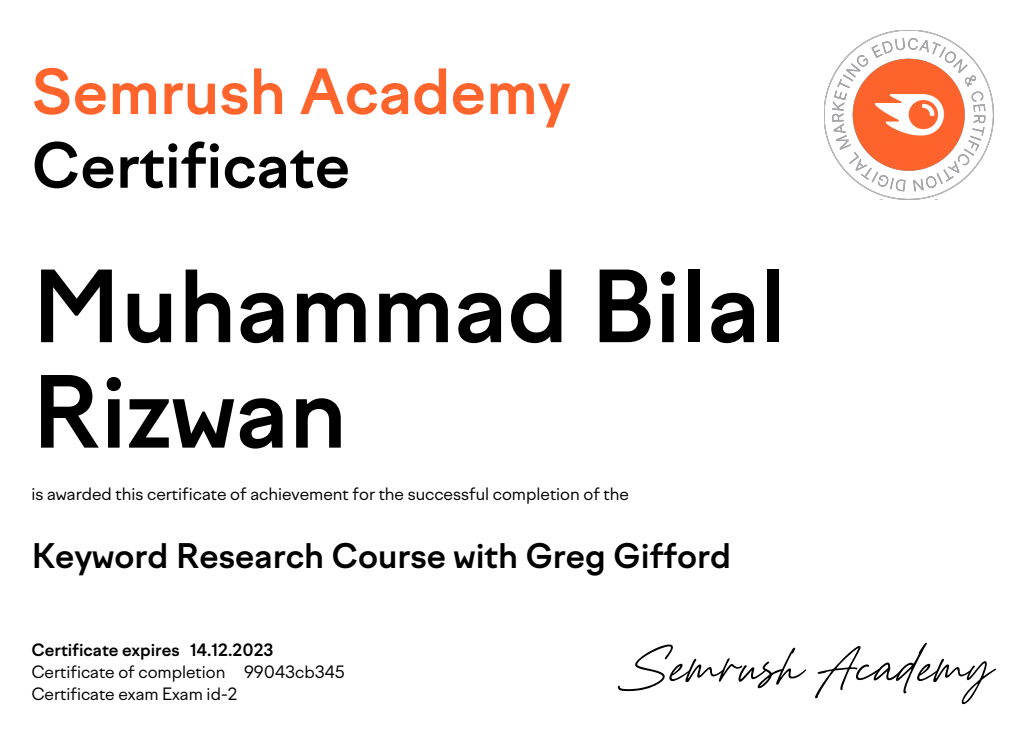 Semrush Academy
Certificate
DIGITAL MARKETING EDUCATION & CERTIFICATION
Muhammad Bilal
Rizwan
is awarded this certificate of achievement for the successful completion of the
Keyword Research Course with Greg Gifford
Certificate expires 14.12.2023
Certificate of completion 99043cb345
Certificate exam Exam id-2
Semrush Academy